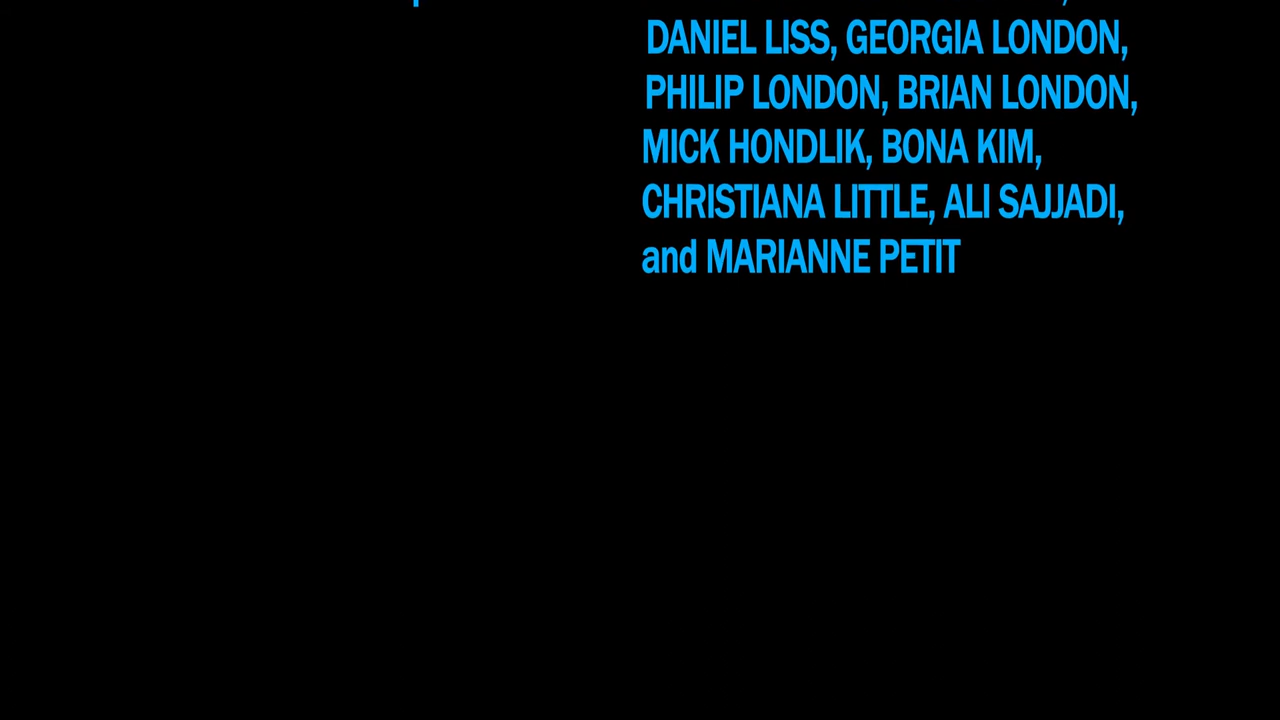 DANIEL LISS, GEORGIA LONDON,
PHILIP LONDON, BRIAN LONDON,
MICK HONDLIK, BONA KIM,
CHRISTIANA LITTLE, ALI SAJJADI,
and MARIANNE PETIT